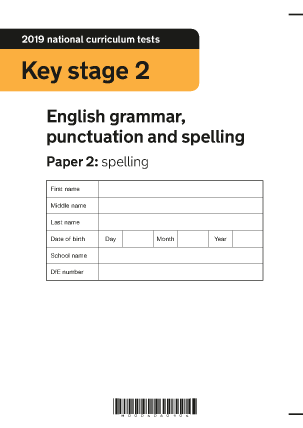 2019 national curriculum tests
Key stage 2
English grammar,
punctuation and spelling
Paper 2: spelling
First name
Middle name
Last name
Date of birth Day Month Year
School name
DfE number